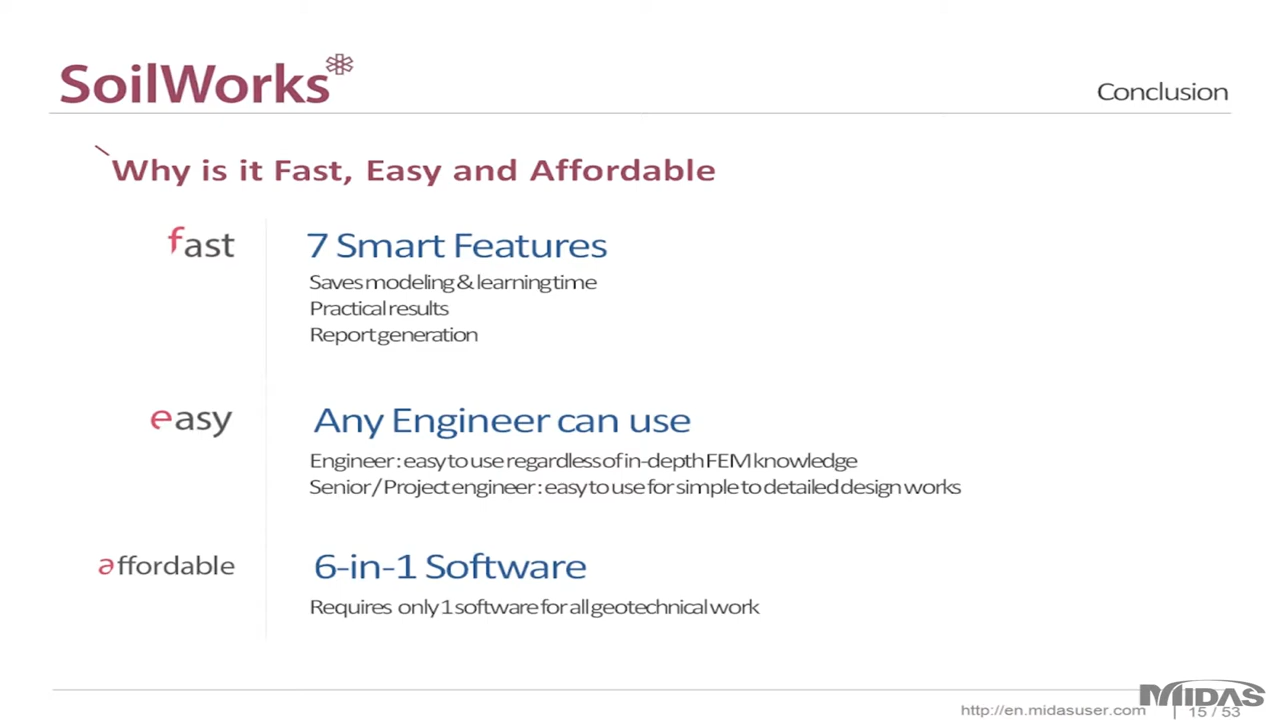 SoilWorks
Conclusion
Why is it Fast, Easy and Affordable
fast
7 Smart Features
Saves modeling & learning time
Practical results
Report generation
easy
Any Engineer can use
Engineer : easy to use regardless of in-depth FEM knowledge
Senior / Project engineer : easy to use for simple to detailed design works
affordable
6-in-1 Software
Requires only 1 software for all geotechnical work
MIDAS
http://en.midasuser.com
15 / 53